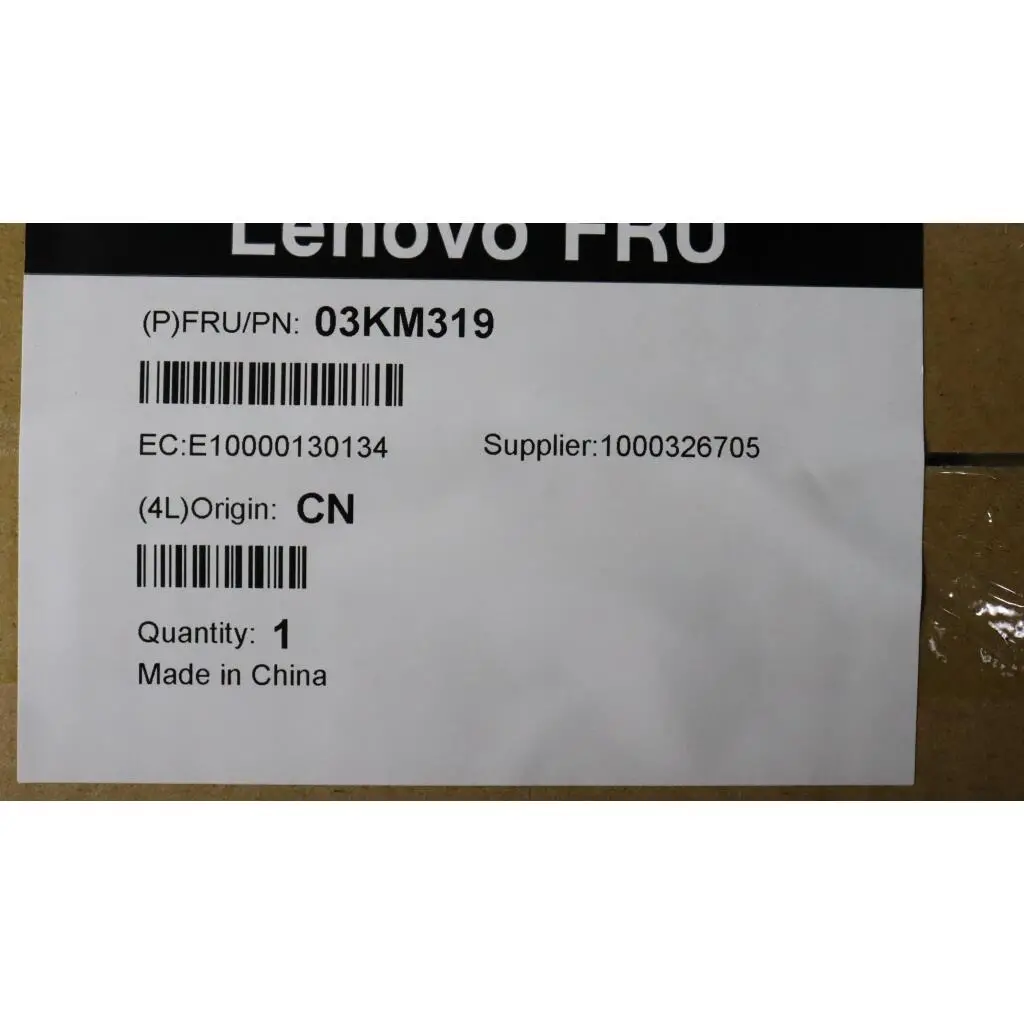 Lenovo FRU
(P)FRU/PN: 03KM319
EC:E10000130134 Supplier:1000326705
(4L)Origin: CN
Quantity: 1
Made in China